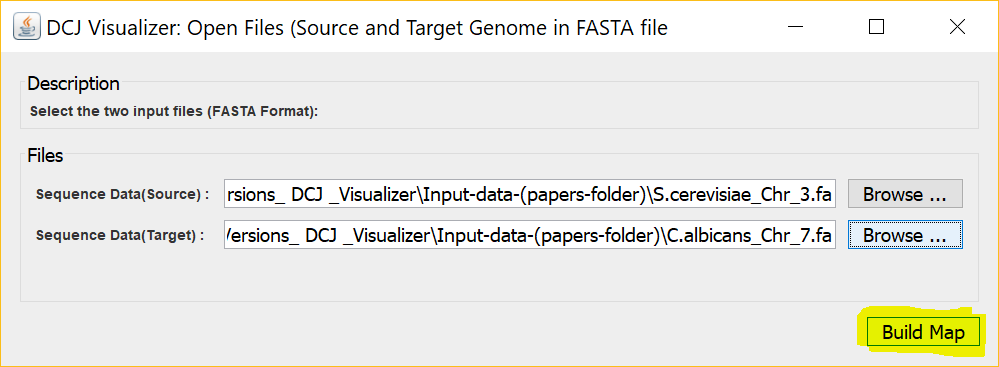 DCJ Visualizer: Open Files (Source and Target Genome in FASTA file
Description
Select the two input files (FASTA Format):
Files
Sequence Data(Source) : rsions_ DCJ _Visualizer\Input-data-(papers-folder)\S.cerevisiae_Chr_3.fa Browse ...
Sequence Data(Target) : Versions_ DCJ _Visualizer\Input-data-(papers-folder)\C.albicans_Chr_7.fa Browse ...
Build Map